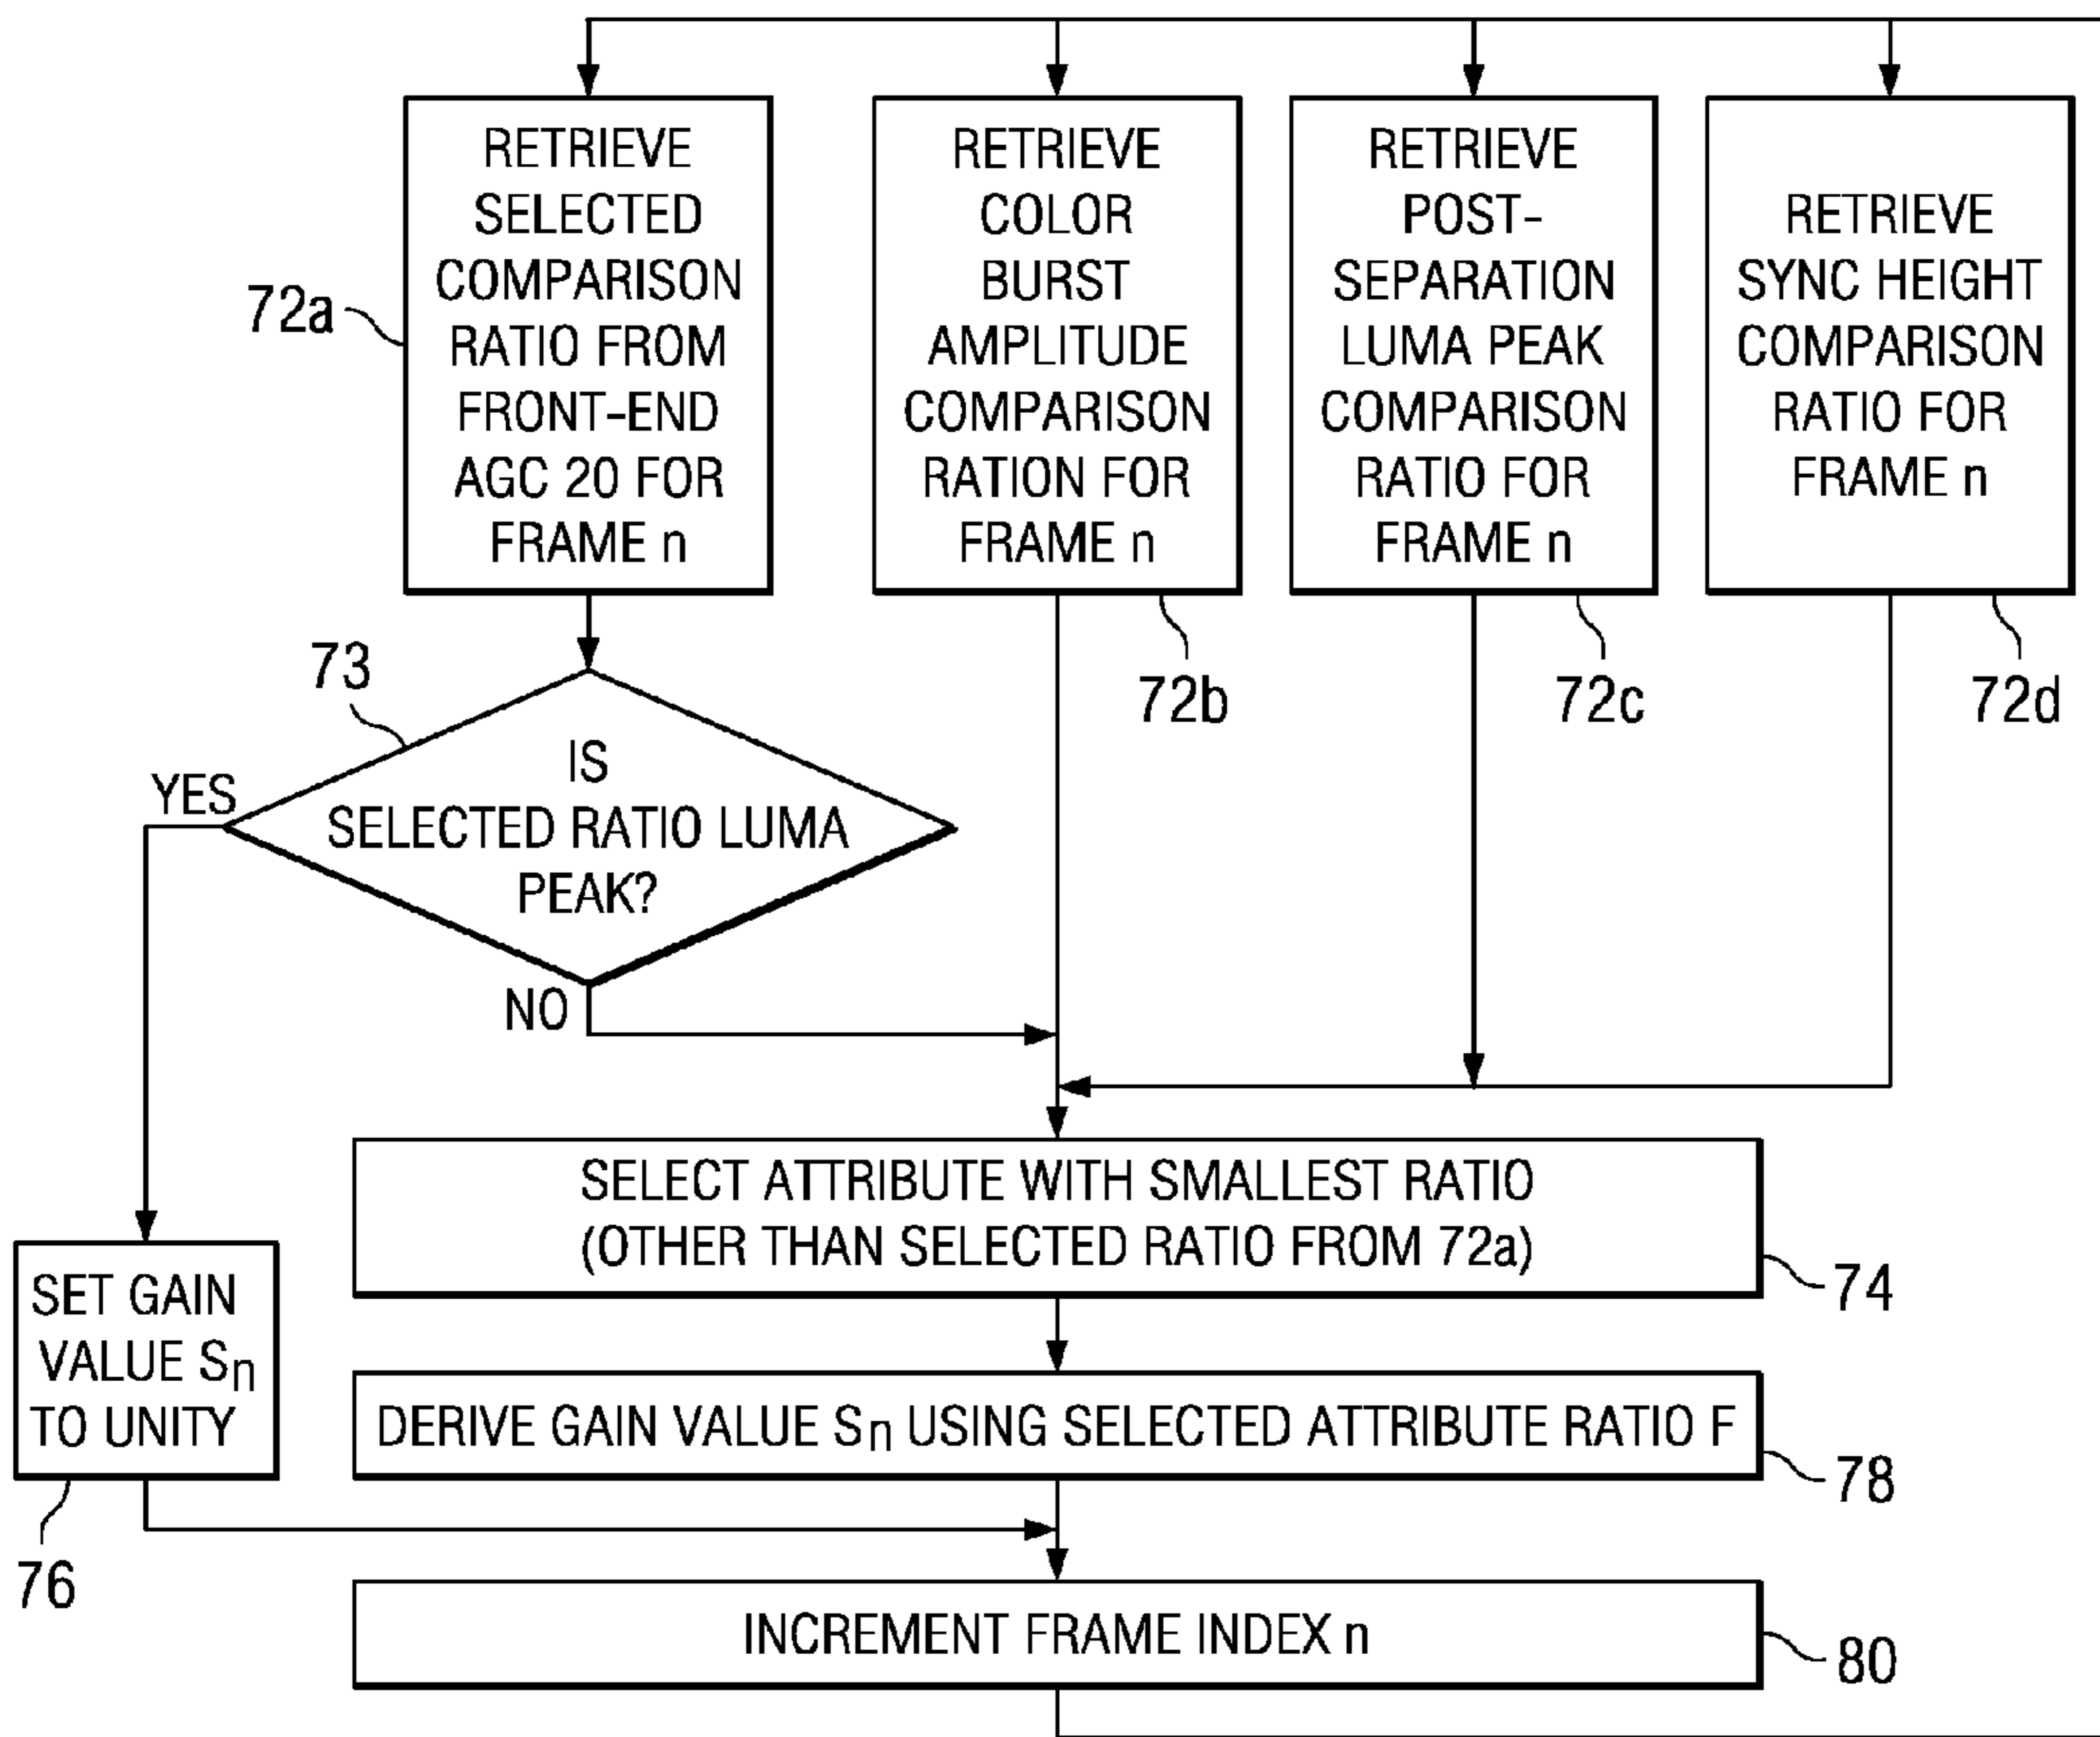 RETRIEVE
SELECTED
COMPARISON
RATIO FROM
FRONT-END
AGC 20 FOR
FRAME n
72a
RETRIEVE
COLOR
BURST
AMPLITUDE
COMPARISON
RATION FOR
FRAME n
72b
RETRIEVE
POST-
SEPARATION
LUMA PEAK
COMPARISON
RATIO FOR
FRAME n
72c
RETRIEVE
SYNC HEIGHT
COMPARISON
RATIO FOR
FRAME n
72d
73
IS
SELECTED RATIO LUMA
PEAK?
YES
NO
SELECT ATTRIBUTE WITH SMALLEST RATIO
(OTHER THAN SELECTED RATIO FROM 72a)
74
SET GAIN
VALUE Sn
TO UNITY
76
DERIVE GAIN VALUE Sn USING SELECTED ATTRIBUTE RATIO F
78
INCREMENT FRAME INDEX n
80